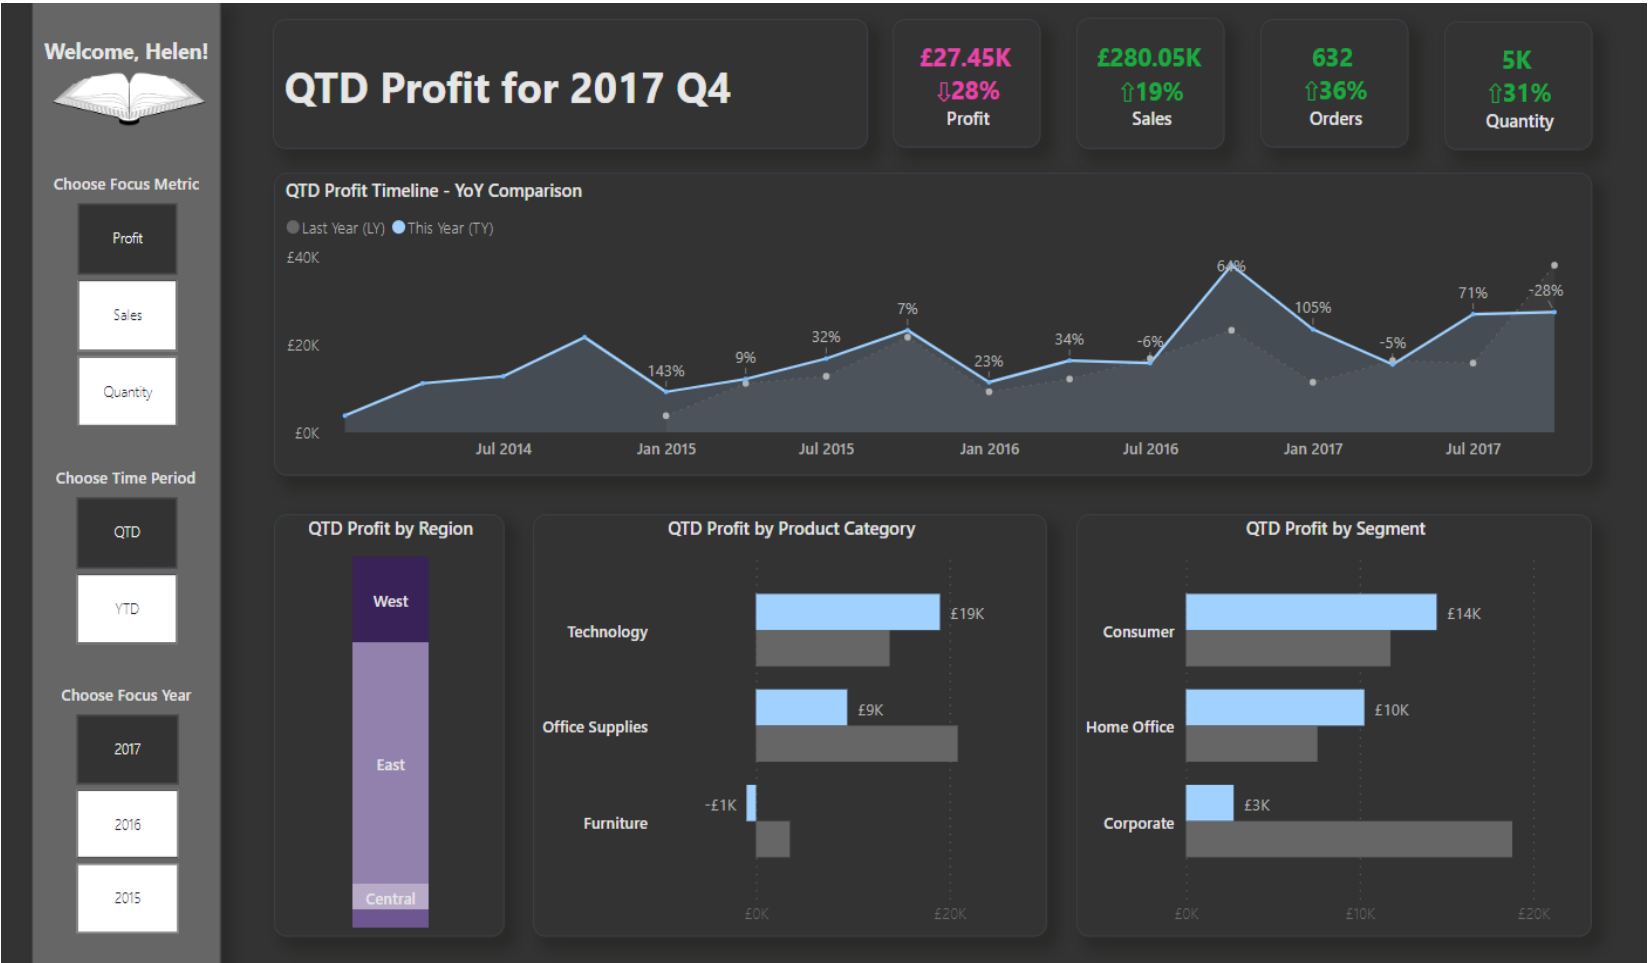 Welcome, Helen!
Choose Focus Metric
Profit
Sales
Quantity
Choose Time Period
QTD
YTD
Choose Focus Year
2017
2016
2015
QTD Profit for 2017 Q4
£27.45K
⇩28%
Profit
£280.05K
⇧19%
Sales
632
⇧36%
Orders
5K
⇧31%
Quantity
QTD Profit Timeline - YoY Comparison
Last Year (LY) This Year (TY)
£40K
£20K
£0K
143%
9%
32%
7%
23%
34%
-6%
64%
105%
-5%
71%
-28%
Jul 2014 Jan 2015 Jul 2015 Jan 2016 Jul 2016 Jan 2017 Jul 2017
QTD Profit by Region
West
East
Central
QTD Profit by Product Category
Technology £19K
Office Supplies £9K
Furniture -£1K
£0K £20K
QTD Profit by Segment
Consumer £14K
Home Office £10K
Corporate £3K
£0K £10K £20K